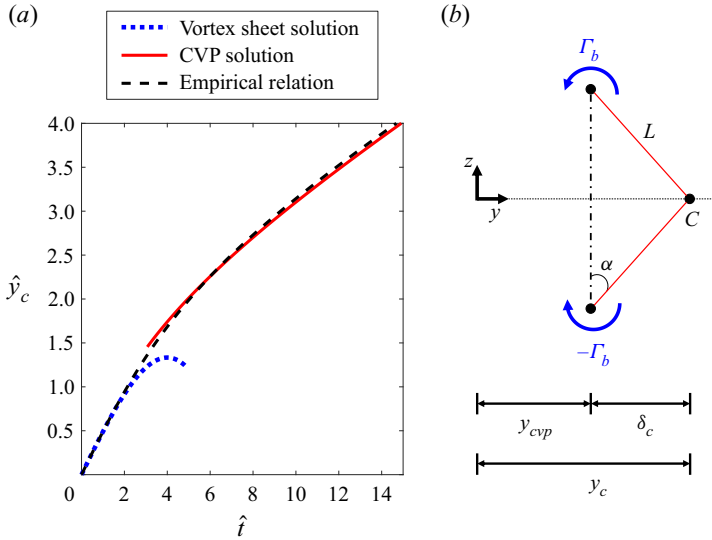 (a)
Vortex sheet solution
CVP solution
Empirical relation
4.0
3.5
3.0
2.5
2.0
1.5
1.0
0.5
0 2 4 6 8 10 12 14
ŷ_c
t̂
(b)
Γ_b
L
z
y
C
α
−Γ_b
y_cvp
δ_c
y_c